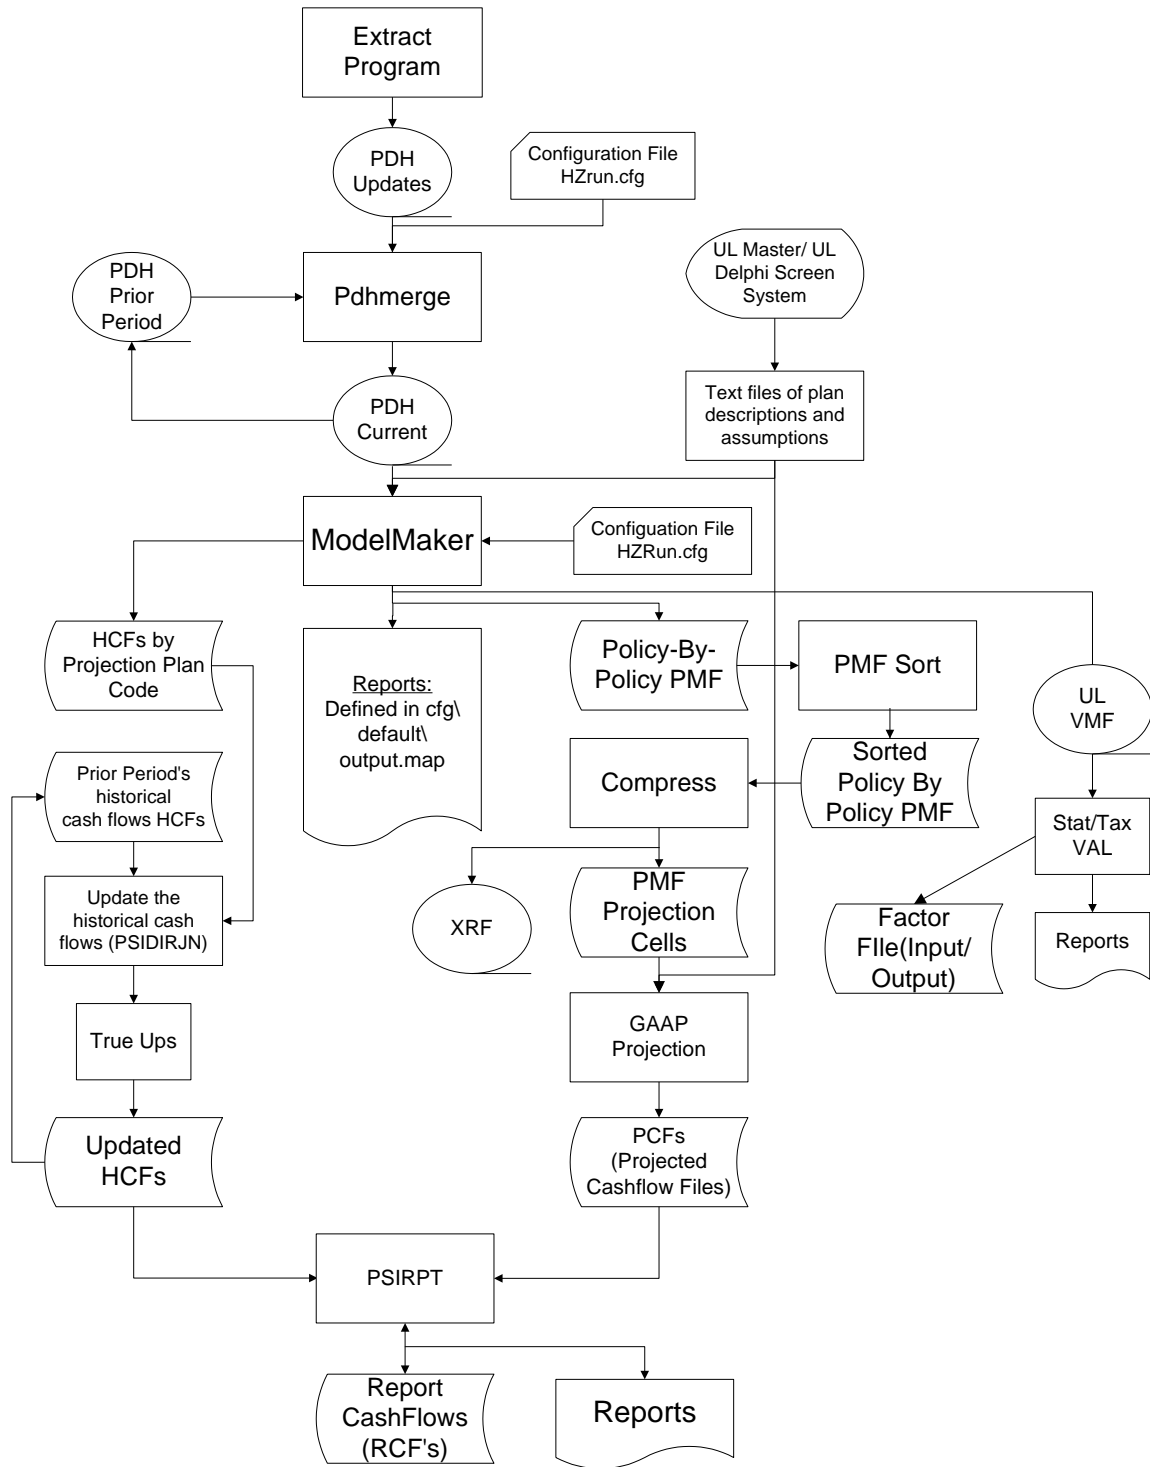 Extract
Program
PDH
Updates
Configuration File
HZrun.cfg
PDH
Prior
Period
Pdhmerge
UL Master/ UL
Delphi Screen
System
PDH
Current
Text files of plan
descriptions and
assumptions
ModelMaker
Configuation File
HZRun.cfg
HCFs by
Projection Plan
Code
Reports:
Defined in cfg\
default\
output.map
Policy-By-
Policy PMF
PMF Sort
UL
VMF
Prior Period's
historical
cash flows HCFs
Compress
Sorted
Policy By
Policy PMF
Stat/Tax
VAL
Update the
historical cash
flows (PSIDIRJN)
XRF
PMF
Projection
Cells
Factor
FIle(Input/
Output)
Reports
True Ups
GAAP
Projection
Updated
HCFs
PCFs
(Projected
Cashflow Files)
PSIRPT
Report
CashFlows
(RCF's)
Reports